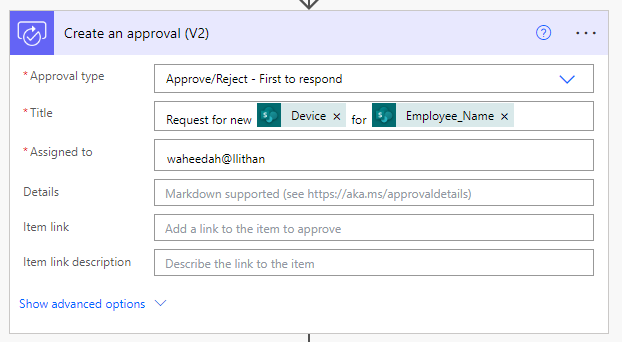 Create an approval (V2)
* Approval type Approve/Reject - First to respond
* Title Request for new Device × for Employee_Name ×
* Assigned to waheedah@Llithan
Details Markdown supported (see https://aka.ms/approvaldetails)
Item link Add a link to the item to approve
Item link description Describe the link to the item
Show advanced options